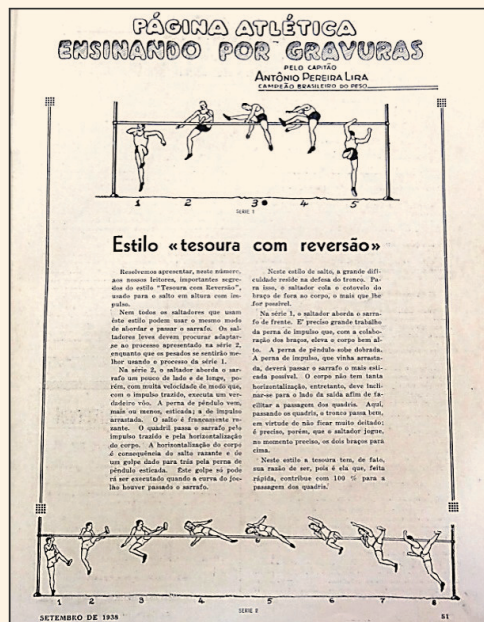 PÁGINA ATLÉTICA
ENSINANDO POR GRAVURAS
PELO CAPITÃO
ANTÔNIO PEREIRA LIRA
CAMPEÃO BRASILEIRO DO PESO
1 2 3 4 5
SERIE 1
Estilo «tesoura com reversão»
Resolvemos apresentar, neste número,
aos nossos leitores, importantes segre-
dos do estilo "Tesoura com Reversão",
usado para o salto em altura com im-
pulso.
Nem todos os saltadores que usam
êste estilo podem usar o mesmo modo
de abordar e passar o sarrafo. Os sal-
tadores leves devem procurar adaptar-
se ao processo apresentado na série 2,
enquanto que os pesados se sentirão me-
lhor usando o processo da série 1.
Na série 2, o saltador aborda o sar-
rafo um pouco de lado e de longe, po-
rém, com muita velocidade de modo que,
com o impulso trazido, executa um ver-
dadeiro vôo. A perna de pêndulo vem,
mais ou menos, esticada; a de impulso
arrastada. O salto é francamente ra-
zante. O quadril passa o sarrafo pelo
impulso trazido e pela horizontalização
do corpo. A horizontalização do corpo
é consequência do salto razante e de
um golpe dado para trás pela perna de
pêndulo esticada. Este golpe só pode
rá ser executado quando a curva do joe-
lho houver passado o sarrafo.
Neste estilo de salto, a grande difi-
culdade reside na defesa do tronco. Pa-
ra isso, o saltador cola o cotovelo do
braço de fora ao corpo, o mais que lhe
for possível.
Na série 1, o saltador aborda o sarra-
fo de frente. E' preciso grande trabalho
da perna de impulso que, com a colabo-
ração dos braços, eleva o corpo bem al-
to. A perna de pêndulo sobe dobrada.
A perna de impulso, que vinha arrasta-
da, deverá passar o sarrafo o mais esti-
cada possível. O corpo não tem tanta
horizontalização, entretanto, deve incli-
nar-se para o lado da saida afim de fa-
cilitar a passagem dos quadris. Aqui,
passando os quadris, o tronco passa bem,
em virtude de não ficar muito deitado;
é preciso, porém, que o saltador jogue,
no momento preciso, os dois braços para
cima.
Neste estilo a tesoura tem, de fato,
sua razão de ser, pois é ela que, feita
rápida, contribue com 100 % para a
passagem dos quadris.
1 2 3 4 5 6 7 8
SERIE 2
SETEMBRO DE 1938
51